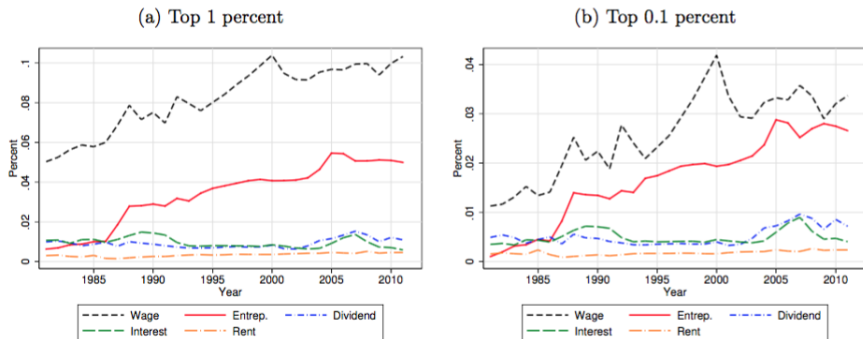 (a) Top 1 percent
.1
.08
.06
.04
.02
0
Percent
1985 1990 1995 2000 2005 2010
Year
Wage Entrep. Dividend
Interest Rent
(b) Top 0.1 percent
.04
.03
.02
.01
0
Percent
1985 1990 1995 2000 2005 2010
Year
Wage Entrep. Dividend
Interest Rent